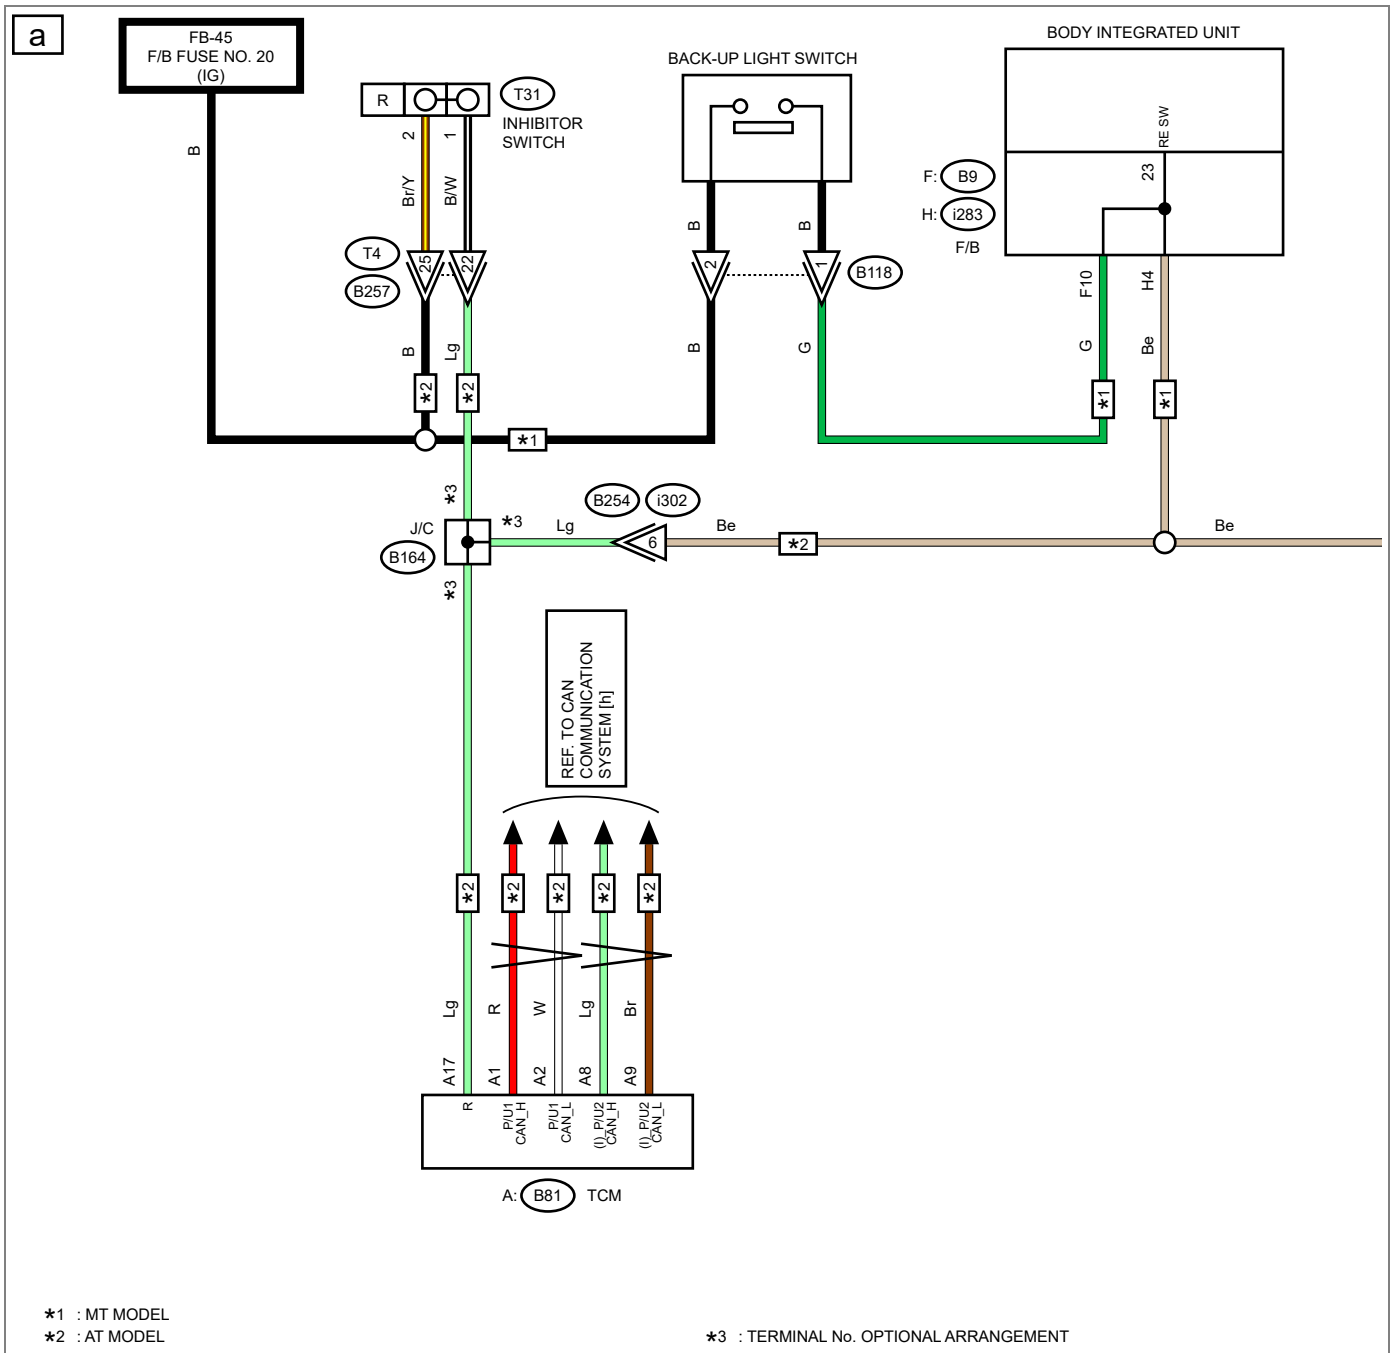 a
FB-45
F/B FUSE NO. 20
(IG)
B
R
2
1
T31
INHIBITOR
SWITCH
Br/Y
B/W
T4
B257
25
22
B
Lg
*2
*2
*1
BACK-UP LIGHT SWITCH
B
B
2
1
B118
B
G
BODY INTEGRATED UNIT
RE SW
23
F: B9
H: i283
F/B
F10
H4
G
Be
*1
*1
*3
J/C
B164
*3
*3
Lg
B254
i302
6
Be
*2
Be
REF. TO CAN
COMMUNICATION
SYSTEM [h]
*2
*2
*2
*2
*2
Lg
R
W
Lg
Br
A17
A1
A2
A8
A9
R
P/U1
CAN_H
P/U1
CAN_L
(I)_P/U2
CAN_H
(I)_P/U2
CAN_L
A: B81 TCM
*1 : MT MODEL
*2 : AT MODEL
*3 : TERMINAL No. OPTIONAL ARRANGEMENT